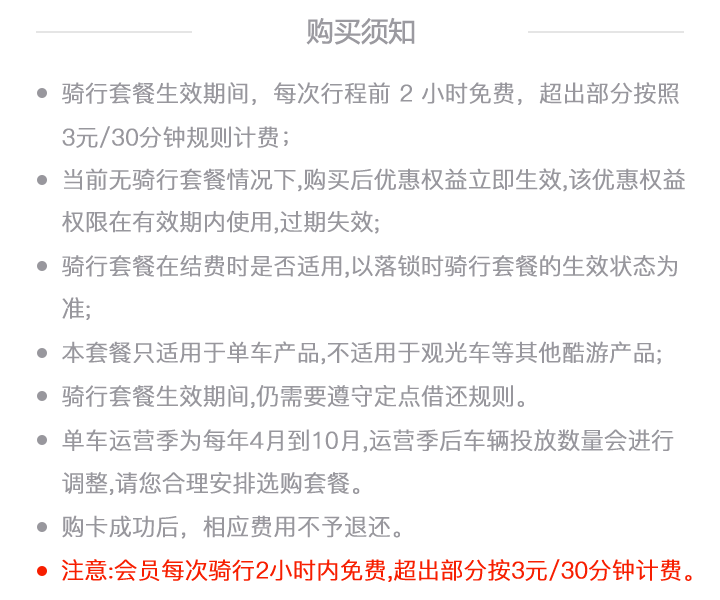 购买须知
骑行套餐生效期间，每次行程前 2 小时免费，超出部分按照
3元/30分钟规则计费；
当前无骑行套餐情况下,购买后优惠权益立即生效,该优惠权益
权限在有效期内使用,过期失效;
骑行套餐在结费时是否适用,以落锁时骑行套餐的生效状态为
准;
本套餐只适用于单车产品,不适用于观光车等其他酷游产品;
骑行套餐生效期间,仍需要遵守定点借还规则。
单车运营季为每年4月到10月,运营季后车辆投放数量会进行
调整,请您合理安排选购套餐。
购卡成功后，相应费用不予退还。
注意:会员每次骑行2小时内免费,超出部分按3元/30分钟计费。